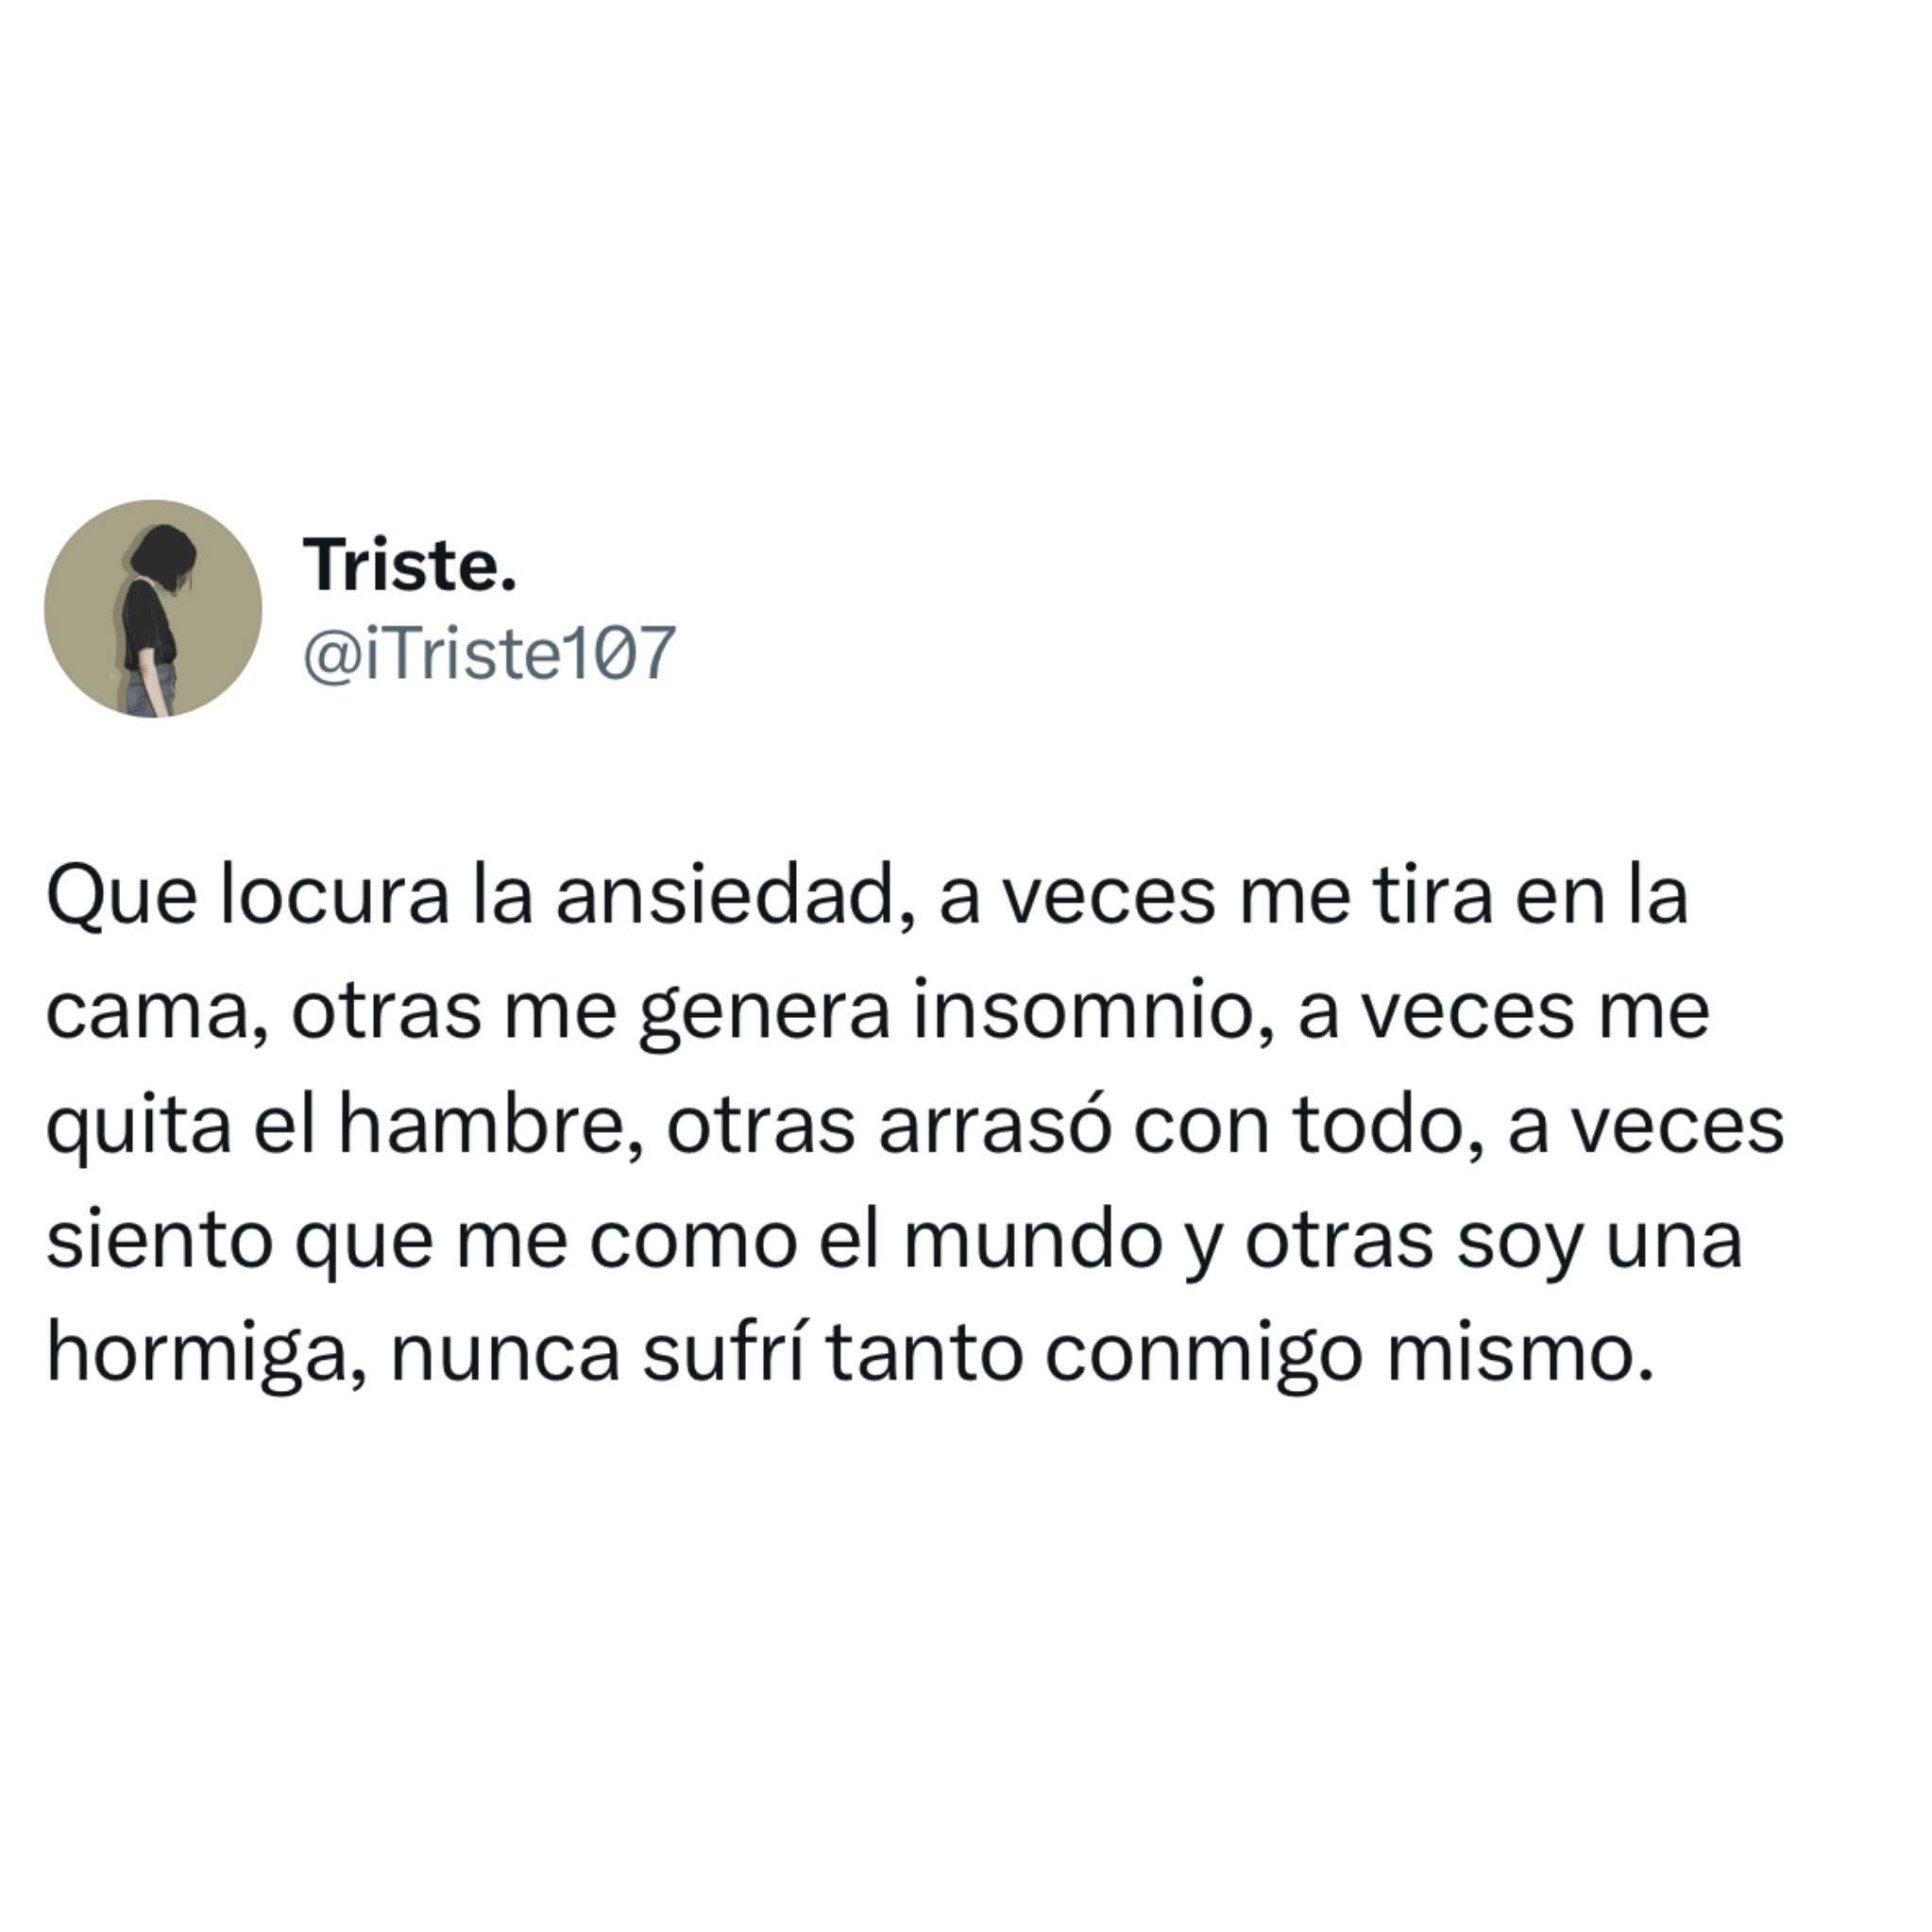 Triste.
@iTriste107
Que locura la ansiedad, a veces me tira en la
cama, otras me genera insomnio, a veces me
quita el hambre, otras arrasó con todo, a veces
siento que me como el mundo y otras soy una
hormiga, nunca sufrí tanto conmigo mismo.